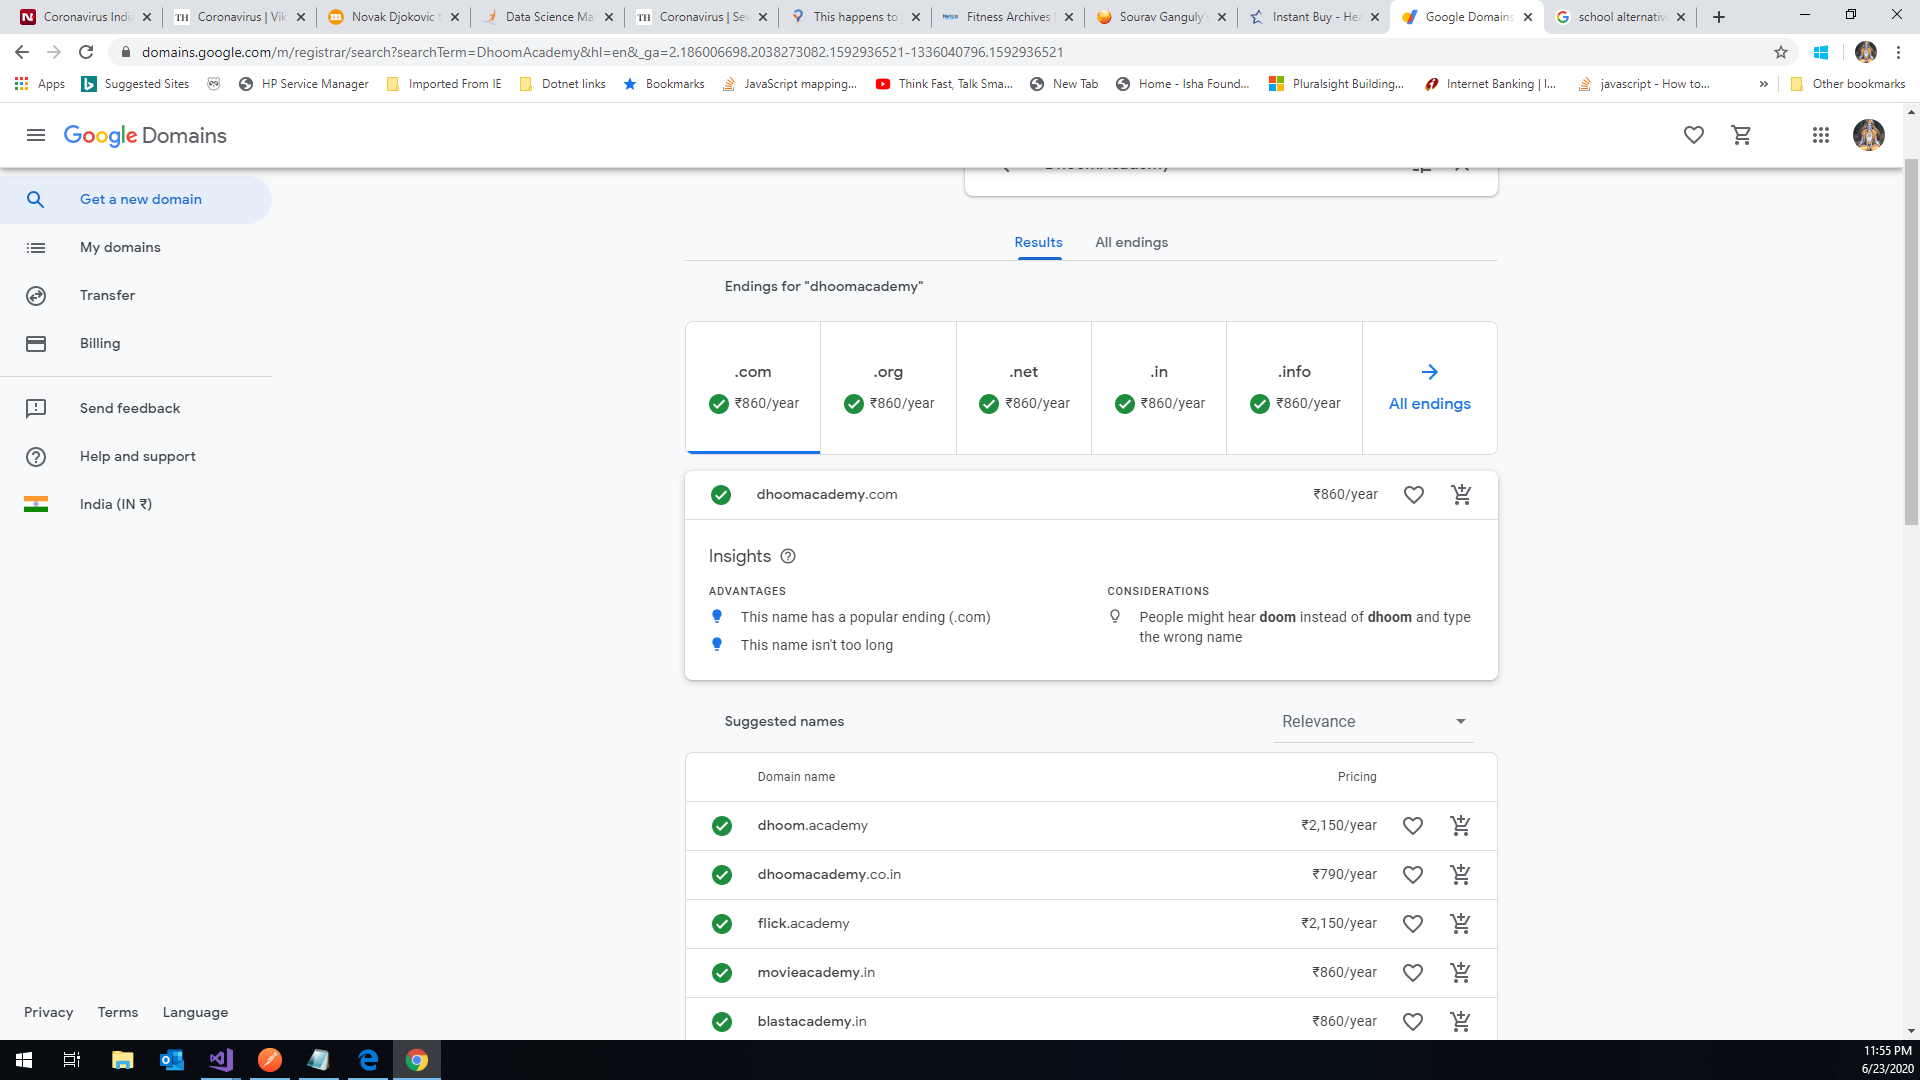 Coronavirus Indi
Coronavirus | Vik
Novak Djokovic t
Data Science Ma
Coronavirus | Sev
This happens to
Fitness Archives
Sourav Ganguly's
Instant Buy - Hea
Google Domains
school alternativ
domains.google.com/m/registrar/search?searchTerm=DhoomAcademy&hl=en&_ga=2.186006698.2038273082.1592936521-1336040796.1592936521
Apps
Suggested Sites
HP Service Manager
Imported From IE
Dotnet links
Bookmarks
JavaScript mapping...
Think Fast, Talk Sma...
New Tab
Home - Isha Found...
Pluralsight Building...
Internet Banking | I...
javascript - How to...
»
Other bookmarks
Google Domains
Get a new domain
My domains
Transfer
Billing
Send feedback
Help and support
India (IN ₹)
DhoomAcademy
Results
All endings
Endings for "dhoomacademy"
.com
₹860/year
.org
₹860/year
.net
₹860/year
.in
₹860/year
.info
₹860/year
All endings
dhoomacademy.com
₹860/year
Insights
ADVANTAGES
This name has a popular ending (.com)
This name isn't too long
CONSIDERATIONS
People might hear doom instead of dhoom and type
the wrong name
Suggested names
Relevance
Domain name
Pricing
dhoom.academy
₹2,150/year
dhoomacademy.co.in
₹790/year
flick.academy
₹2,150/year
movieacademy.in
₹860/year
blastacademy.in
₹860/year
Privacy
Terms
Language
11:55 PM
6/23/2020